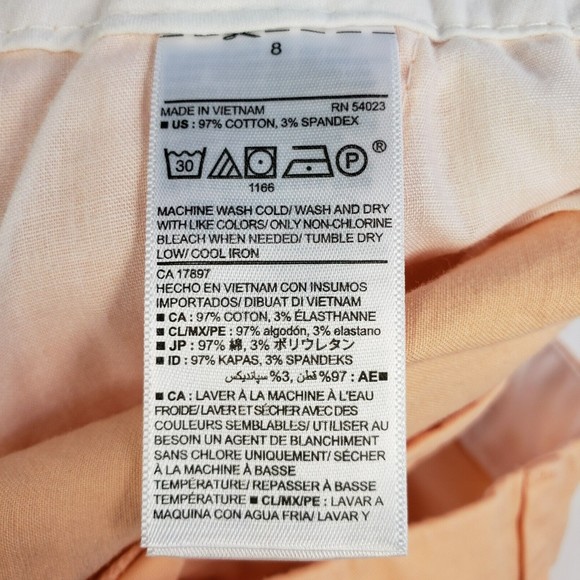 8
MADE IN VIETNAM RN 54023
■ US : 97% COTTON, 3% SPANDEX
30 P ®
1166
MACHINE WASH COLD/ WASH AND DRY
WITH LIKE COLORS/ ONLY NON-CHLORINE
BLEACH WHEN NEEDED/ TUMBLE DRY
LOW/ COOL IRON
CA 17897
HECHO EN VIETNAM CON INSUMOS
IMPORTADOS/ DIBUAT DI VIETNAM
■ CA : 97% COTON, 3% ÉLASTHANNE
■ CL/MX/PE : 97% algodón, 3% elastano
■ JP : 97% 綿, 3% ポリウレタン
■ ID : 97% KAPAS, 3% SPANDEKS
■ AE : 97% قطن, 3% سپانديكس
■ CA : LAVER À LA MACHINE À L'EAU
FROIDE/ LAVER ET SÉCHER AVEC DES
COULEURS SEMBLABLES/ UTILISER AU
BESOIN UN AGENT DE BLANCHIMENT
SANS CHLORE UNIQUEMENT/ SÉCHER
À LA MACHINE À BASSE
TEMPÉRATURE/ REPASSER À BASSE
TEMPÉRATURE ■ CL/MX/PE : LAVAR A
MAQUINA CON AGUA FRIA/ LAVAR Y